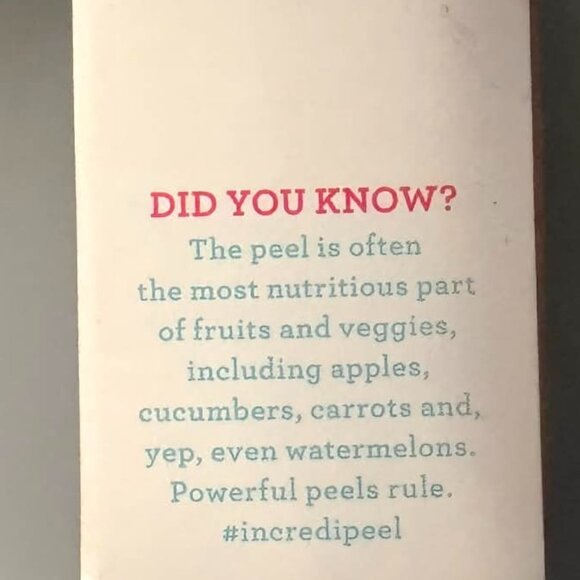 DID YOU KNOW?
The peel is often
the most nutritious part
of fruits and veggies,
including apples,
cucumbers, carrots and,
yep, even watermelons.
Powerful peels rule.
#incredipeel